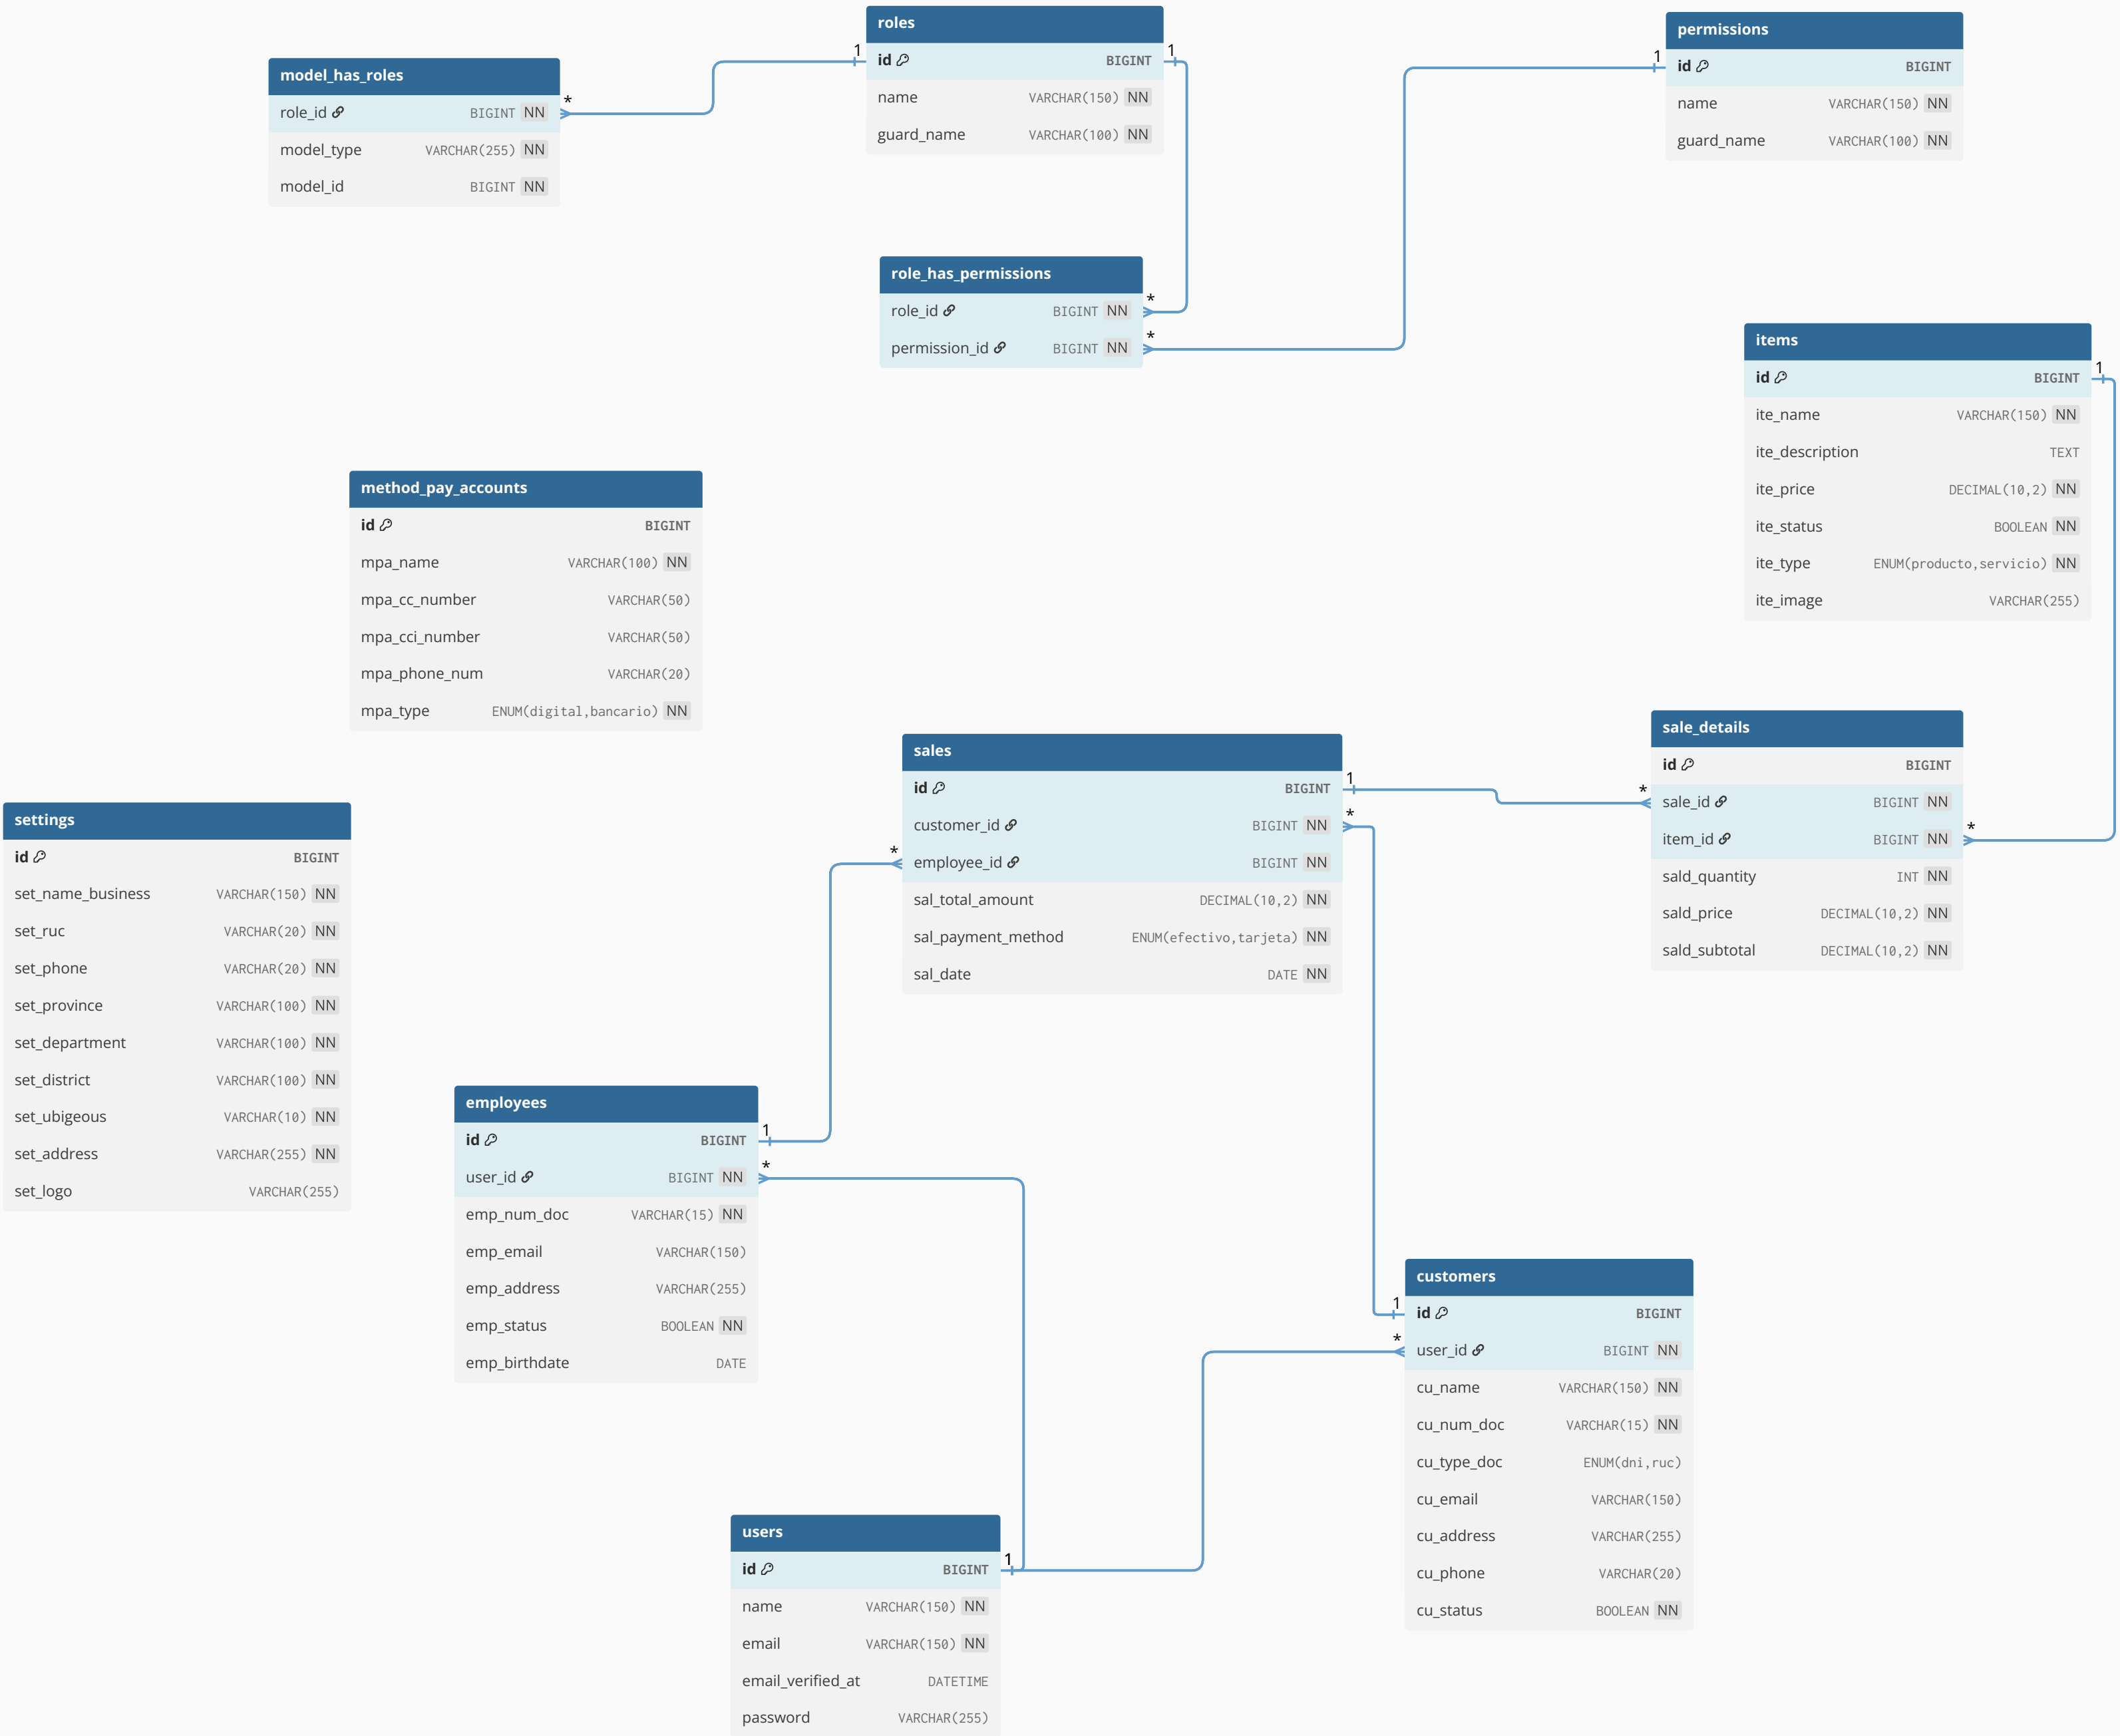 model_has_roles
role_id BIGINT NN
model_type VARCHAR(255) NN
model_id BIGINT NN
*
1
roles
id BIGINT
name VARCHAR(150) NN
guard_name VARCHAR(100) NN
1
1
permissions
id BIGINT
name VARCHAR(150) NN
guard_name VARCHAR(100) NN
role_has_permissions
role_id BIGINT NN
permission_id BIGINT NN
*
*
items
id BIGINT
ite_name VARCHAR(150) NN
ite_description TEXT
ite_price DECIMAL(10,2) NN
ite_status BOOLEAN NN
ite_type ENUM(producto,servicio) NN
ite_image VARCHAR(255)
1
method_pay_accounts
id BIGINT
mpa_name VARCHAR(100) NN
mpa_cc_number VARCHAR(50)
mpa_cci_number VARCHAR(50)
mpa_phone_num VARCHAR(20)
mpa_type ENUM(digital,bancario) NN
sales
id BIGINT
customer_id BIGINT NN
employee_id BIGINT NN
sal_total_amount DECIMAL(10,2) NN
sal_payment_method ENUM(efectivo,tarjeta) NN
sal_date DATE NN
1
*
*
sale_details
id BIGINT
sale_id BIGINT NN
item_id BIGINT NN
sald_quantity INT NN
sald_price DECIMAL(10,2) NN
sald_subtotal DECIMAL(10,2) NN
*
*
settings
id BIGINT
set_name_business VARCHAR(150) NN
set_ruc VARCHAR(20) NN
set_phone VARCHAR(20) NN
set_province VARCHAR(100) NN
set_department VARCHAR(100) NN
set_district VARCHAR(100) NN
set_ubigeous VARCHAR(10) NN
set_address VARCHAR(255) NN
set_logo VARCHAR(255)
employees
id BIGINT
user_id BIGINT NN
emp_num_doc VARCHAR(15) NN
emp_email VARCHAR(150)
emp_address VARCHAR(255)
emp_status BOOLEAN NN
emp_birthdate DATE
1
*
customers
id BIGINT
user_id BIGINT NN
cu_name VARCHAR(150) NN
cu_num_doc VARCHAR(15) NN
cu_type_doc ENUM(dni,ruc)
cu_email VARCHAR(150)
cu_address VARCHAR(255)
cu_phone VARCHAR(20)
cu_status BOOLEAN NN
1
*
users
id BIGINT
name VARCHAR(150) NN
email VARCHAR(150) NN
email_verified_at DATETIME
password VARCHAR(255)
1